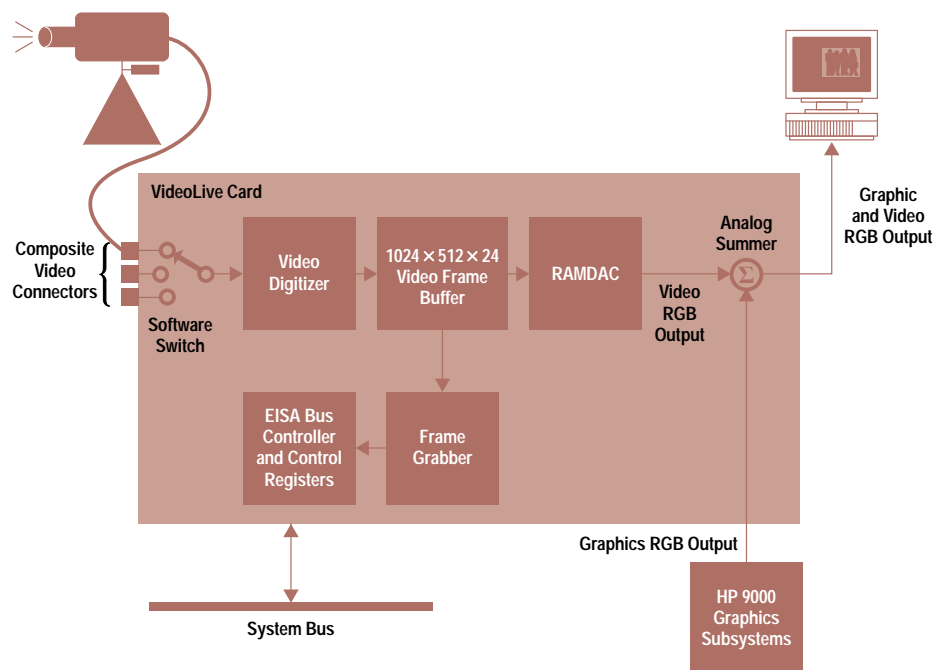 VideoLive Card
Composite
Video
Connectors
Software
Switch
Video
Digitizer
1024 × 512 × 24
Video Frame
Buffer
RAMDAC
Video
RGB
Output
Analog
Summer
Σ
Graphic
and Video
RGB Output
EISA Bus
Controller
and Control
Registers
Frame
Grabber
Graphics RGB Output
HP 9000
Graphics
Subsystems
System Bus